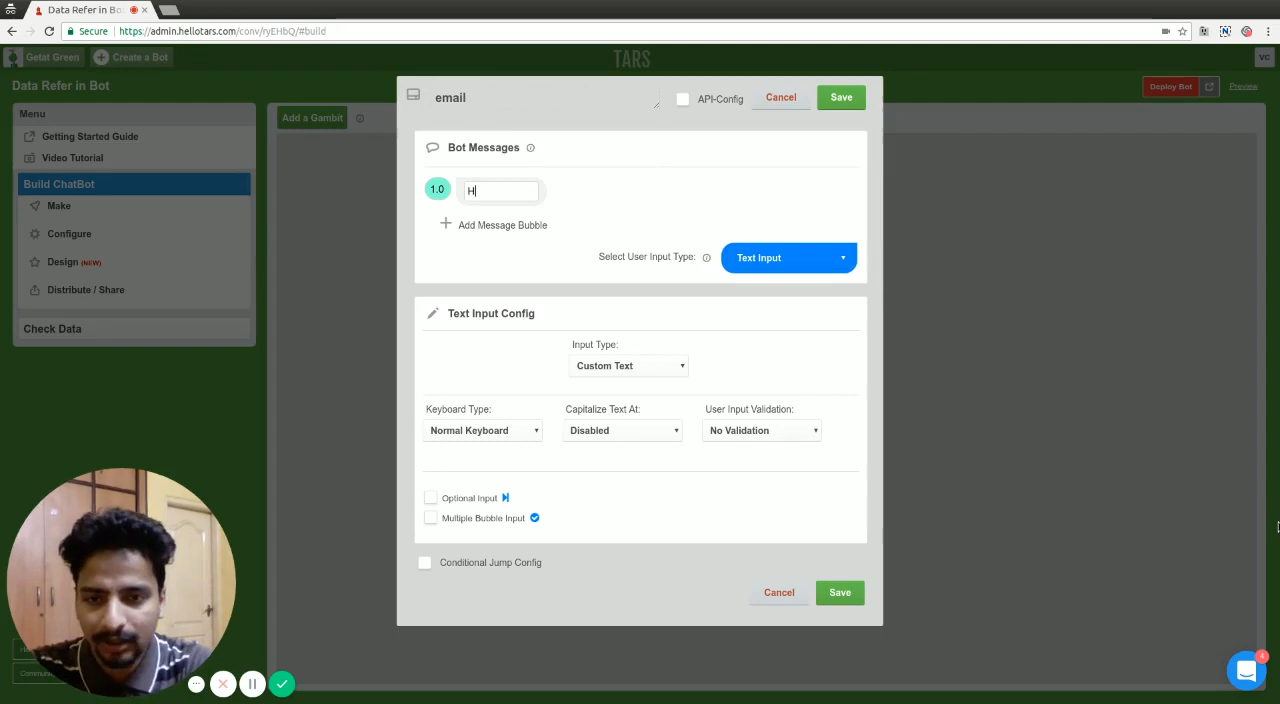 Data Refer in Bo
Secure
https://admin.hellotars.com/conv/ryEHbQ/#build
Getat Green
Create a Bot
TARS
VC
Data Refer in Bot
Deploy Bot
Preview
Menu
Getting Started Guide
Video Tutorial
Build ChatBot
Make
Configure
Design (NEW)
Distribute / Share
Check Data
Add a Gambit
email
API-Config
Cancel
Save
Bot Messages
1.0
H
Add Message Bubble
Select User Input Type:
Text Input
Text Input Config
Input Type:
Custom Text
Keyboard Type:
Capitalize Text At:
User Input Validation:
Normal Keyboard
Disabled
No Validation
Optional Input
Multiple Bubble Input
Conditional Jump Config
Cancel
Save
4